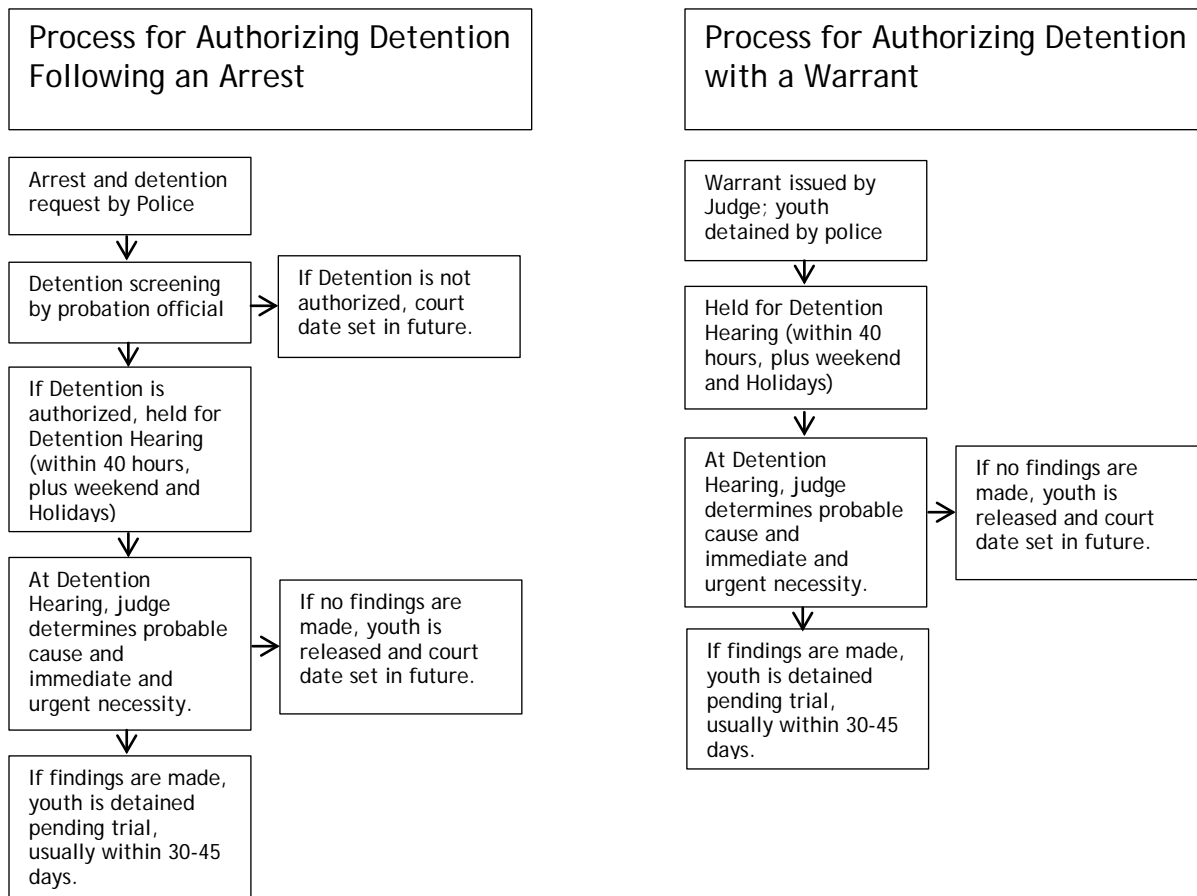 Process for Authorizing Detention
Following an Arrest
Arrest and detention
request by Police
Detention screening
by probation official
If Detention is not
authorized, court
date set in future.
If Detention is
authorized, held for
Detention Hearing
(within 40 hours,
plus weekend and
Holidays)
At Detention
Hearing, judge
determines probable
cause and
immediate and
urgent necessity.
If no findings are
made, youth is
released and court
date set in future.
If findings are made,
youth is detained
pending trial,
usually within 30-45
days.
Process for Authorizing Detention
with a Warrant
Warrant issued by
Judge; youth
detained by police
Held for Detention
Hearing (within 40
hours, plus weekend
and Holidays)
At Detention
Hearing, judge
determines probable
cause and
immediate and
urgent necessity.
If no findings are
made, youth is
released and court
date set in future.
If findings are made,
youth is detained
pending trial,
usually within 30-45
days.